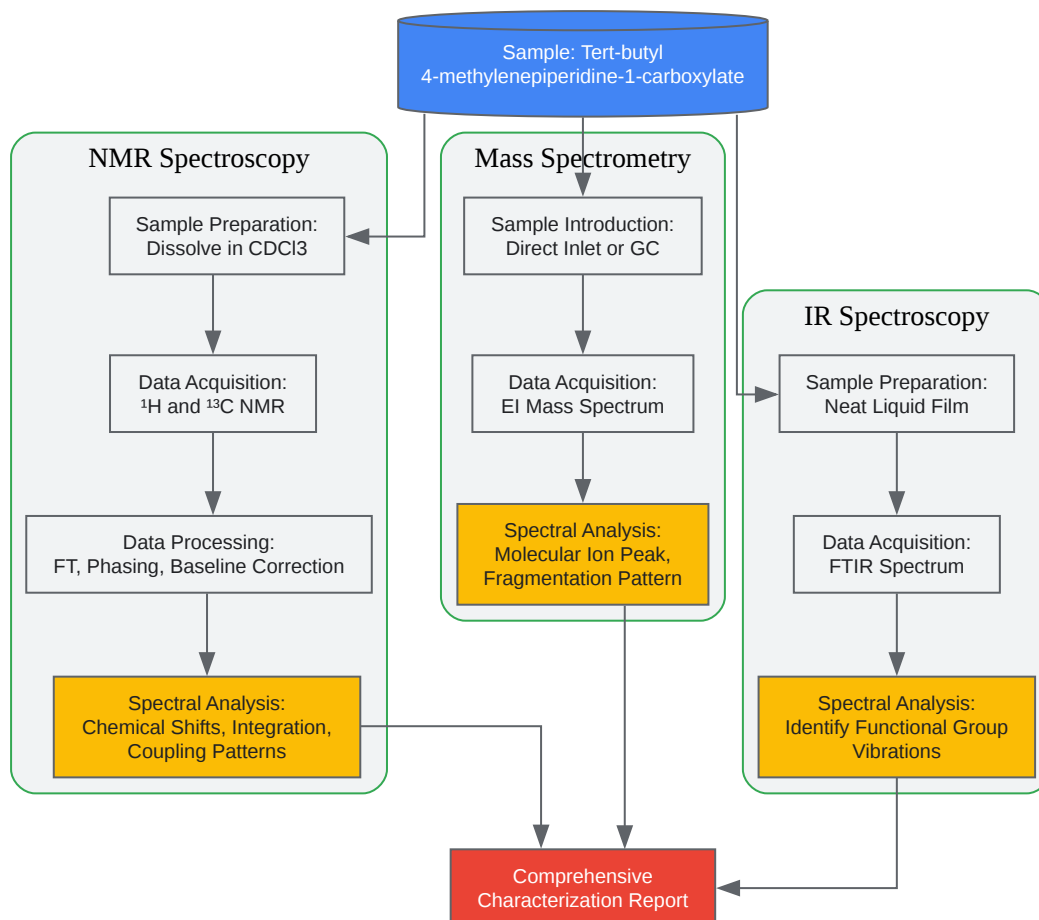 Sample: Tert-butyl
4-methylenepiperidine-1-carboxylate
NMR Spectroscopy
Sample Preparation:
Dissolve in CDCl3
Data Acquisition:
¹H and ¹³C NMR
Data Processing:
FT, Phasing, Baseline Correction
Spectral Analysis:
Chemical Shifts, Integration,
Coupling Patterns
Mass Spectrometry
Sample Introduction:
Direct Inlet or GC
Data Acquisition:
EI Mass Spectrum
Spectral Analysis:
Molecular Ion Peak,
Fragmentation Pattern
IR Spectroscopy
Sample Preparation:
Neat Liquid Film
Data Acquisition:
FTIR Spectrum
Spectral Analysis:
Identify Functional Group
Vibrations
Comprehensive
Characterization Report